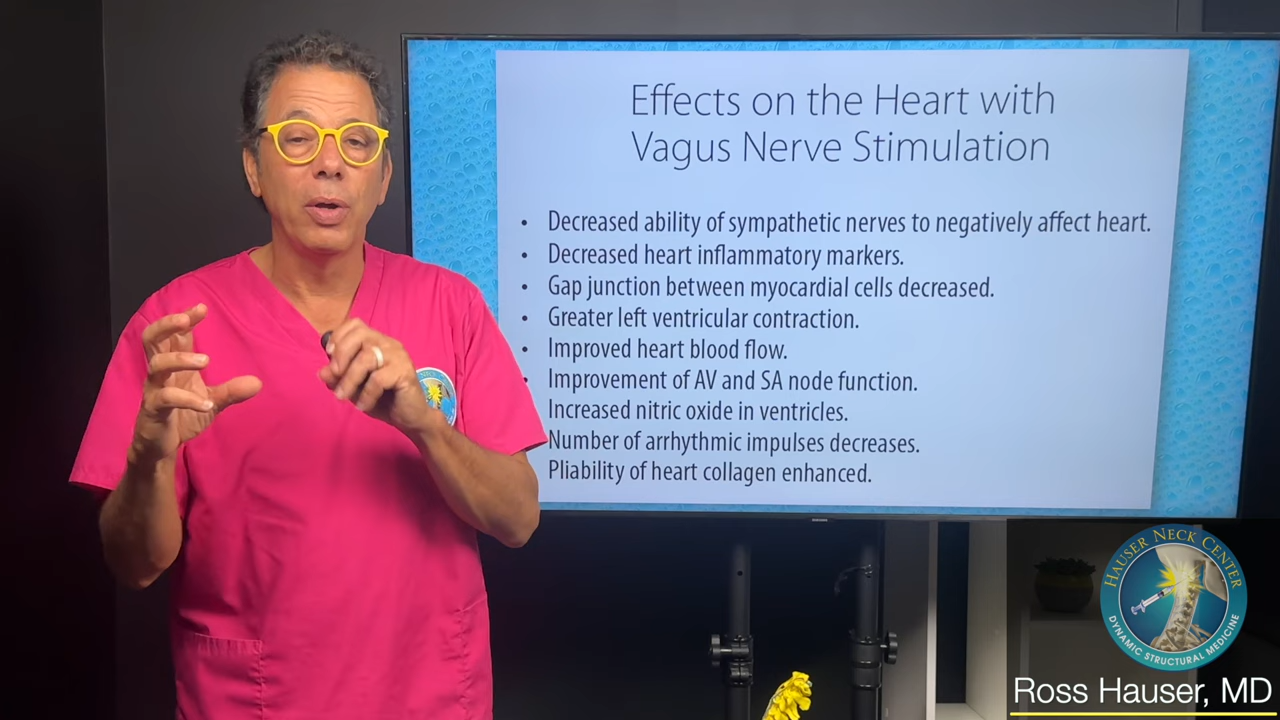 Effects on the Heart with
Vagus Nerve Stimulation
• Decreased ability of sympathetic nerves to negatively affect heart.
• Decreased heart inflammatory markers.
• Gap junction between myocardial cells decreased.
• Greater left ventricular contraction.
• Improved heart blood flow.
• Improvement of AV and SA node function.
Increased nitric oxide in ventricles.
Number of arrhythmic impulses decreases.
Pliability of heart collagen enhanced.
HAUSER NECK CENTER
DYNAMIC STRUCTURAL MEDICINE
Ross Hauser, MD